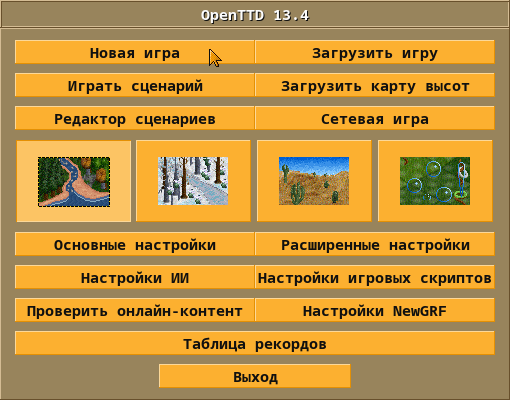 OpenTTD 13.4
Новая игра Загрузить игру
Играть сценарий Загрузить карту высот
Редактор сценариев Сетевая игра
Основные настройки Расширенные настройки
Настройки ИИ Настройки игровых скриптов
Проверить онлайн-контент Настройки NewGRF
Таблица рекордов
Выход